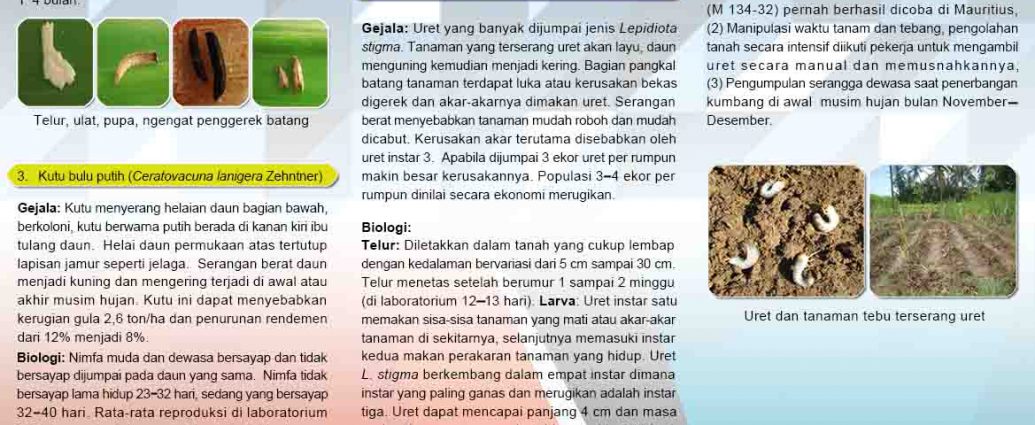 1–4 bulan.
Telur, ulat, pupa, ngengat penggerek batang
3. Kutu bulu putih (Ceratovacuna lanigera Zehntner)
Gejala: Kutu menyerang helaian daun bagian bawah,
berkoloni, kutu berwarna putih berada di kanan kiri ibu
tulang daun. Helai daun permukaan atas tertutup
lapisan jamur seperti jelaga. Serangan berat daun
menjadi kuning dan mengering terjadi di awal atau
akhir musim hujan. Kutu ini dapat menyebabkan
kerugian gula 2,6 ton/ha dan penurunan rendemen
dari 12% menjadi 8%.
Biologi: Nimfa muda dan dewasa bersayap dan tidak
bersayap dijumpai pada daun yang sama. Nimfa tidak
bersayap lama hidup 23–32 hari, sedang yang bersayap
32–40 hari. Rata-rata reproduksi di laboratorium
Gejala: Uret yang banyak dijumpai jenis Lepidiota
stigma. Tanaman yang terserang uret akan layu, daun
menguning kemudian menjadi kering. Bagian pangkal
batang tanaman terdapat luka atau kerusakan bekas
digerek dan akar-akarnya dimakan uret. Serangan
berat menyebabkan tanaman mudah roboh dan mudah
dicabut. Kerusakan akar terutama disebabkan oleh
uret instar 3. Apabila dijumpai 3 ekor uret per rumpun
makin besar kerusakannya. Populasi 3–4 ekor per
rumpun dinilai secara ekonomi merugikan.
Biologi:
Telur: Diletakkan dalam tanah yang cukup lembap
dengan kedalaman bervariasi dari 5 cm sampai 30 cm.
Telur menetas setelah berumur 1 sampai 2 minggu
(di laboratorium 12–13 hari). Larva: Uret instar satu
memakan sisa-sisa tanaman yang mati atau akar-akar
tanaman di sekitarnya, selanjutnya memasuki instar
kedua makan perakaran tanaman yang hidup. Uret
L. stigma berkembang dalam empat instar dimana
instar yang paling ganas dan merugikan adalah instar
tiga. Uret dapat mencapai panjang 4 cm dan masa
(M 134-32) pernah berhasil dicoba di Mauritius,
(2) Manipulasi waktu tanam dan tebang, pengolahan
tanah secara intensif diikuti pekerja untuk mengambil
uret secara manual dan memusnahkannya,
(3) Pengumpulan serangga dewasa saat penerbangan
kumbang di awal musim hujan bulan November–
Desember.
Uret dan tanaman tebu terserang uret